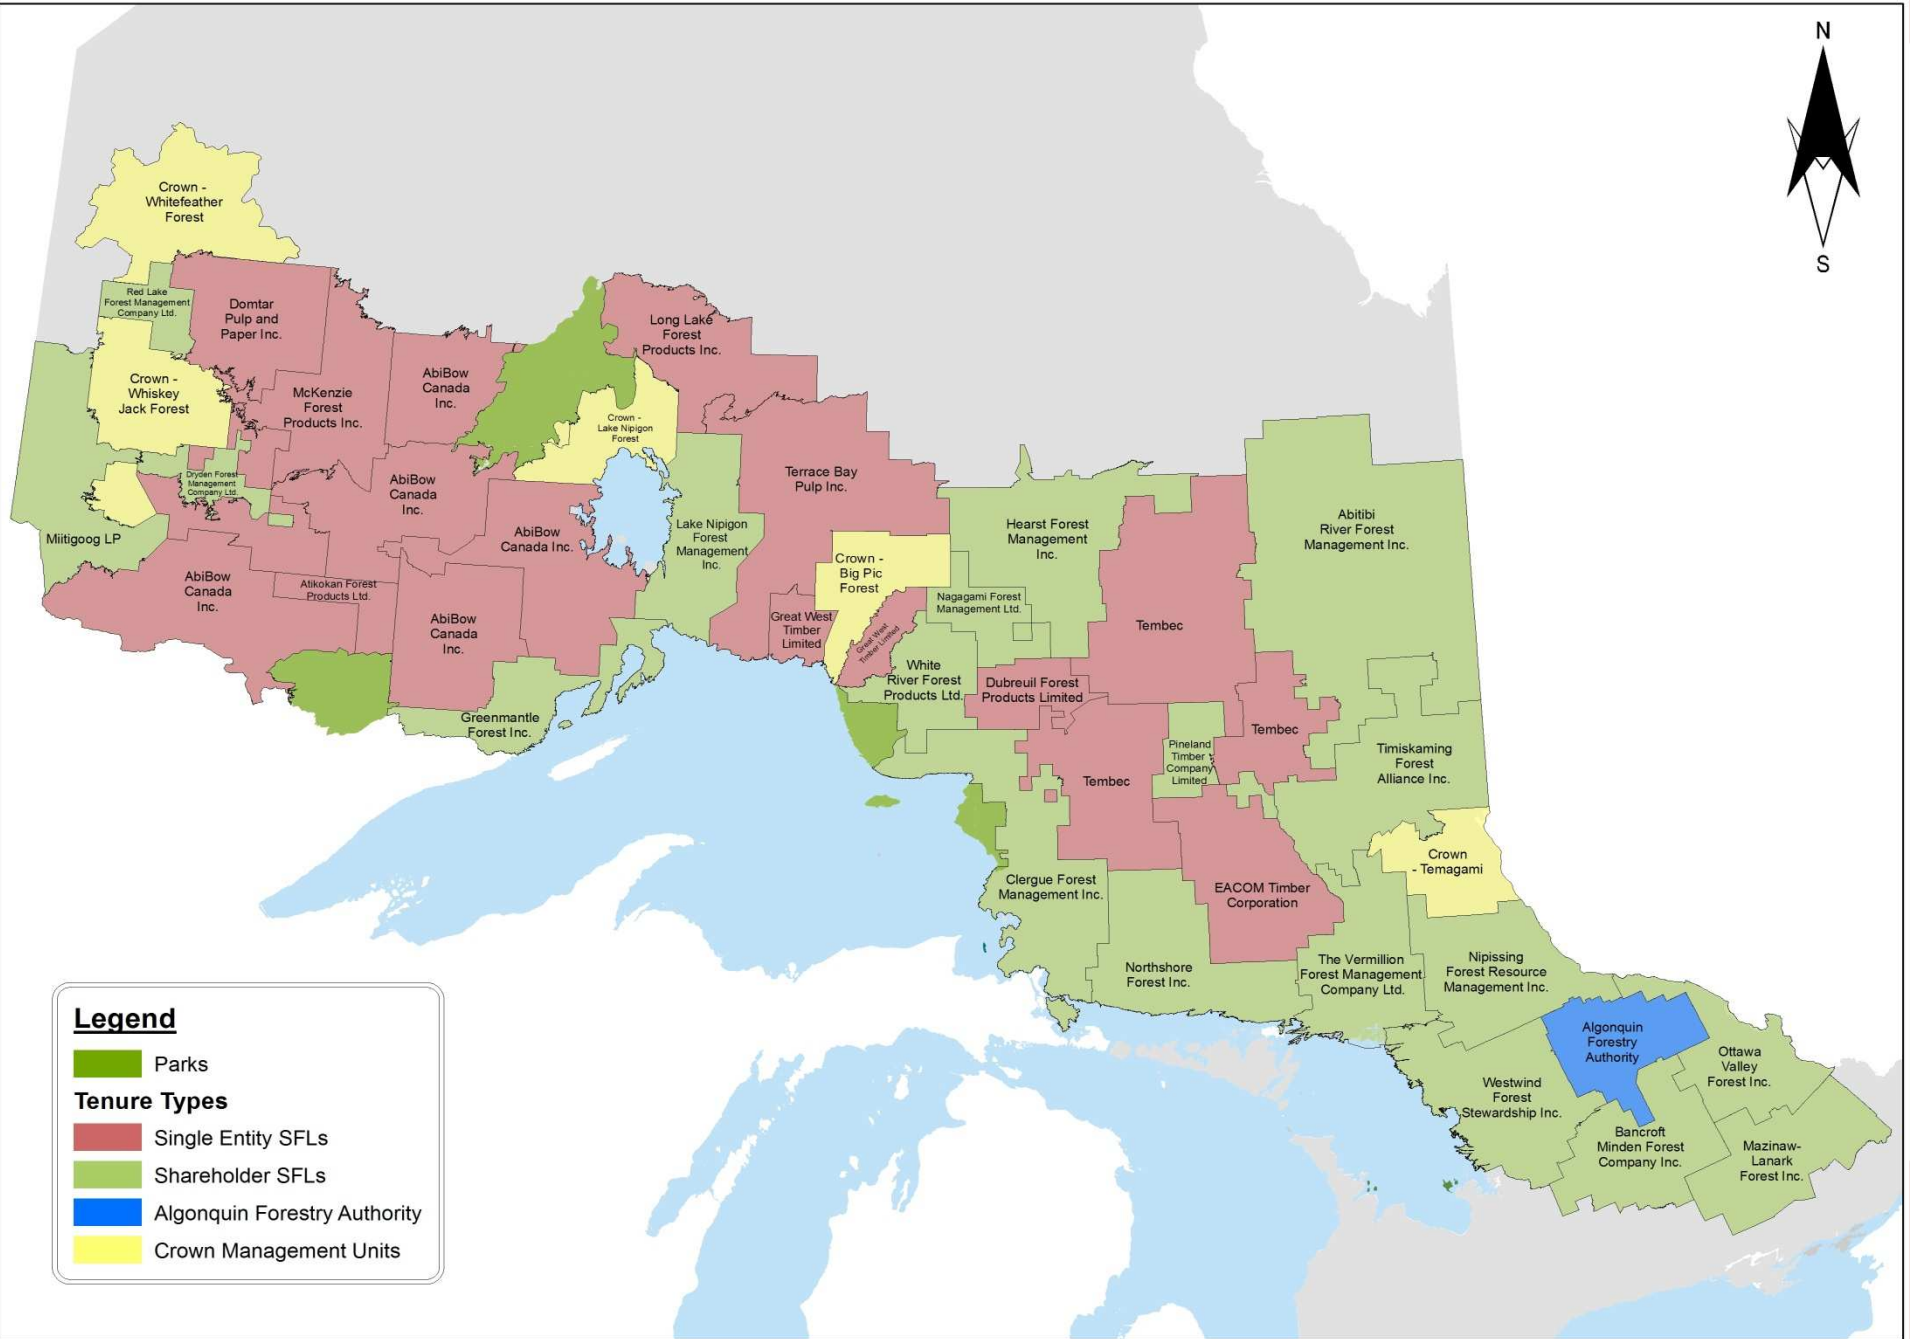 N
S
Crown -
Whitefeather
Forest
Red Lake
Forest Management
Company Ltd.
Domtar
Pulp and
Paper Inc.
Long Lake
Forest
Products Inc.
Crown -
Whiskey
Jack Forest
McKenzie
Forest
Products Inc.
AbiBow
Canada
Inc.
Crown -
Lake Nipigon
Forest
Dryden Forest
Management
Company Ltd.
AbiBow
Canada
Inc.
Terrace Bay
Pulp Inc.
Miitigoog LP
AbiBow
Canada Inc.
Lake Nipigon
Forest
Management
Inc.
Hearst Forest
Management
Inc.
Abitibi
River Forest
Management Inc.
AbiBow
Canada
Inc.
Atikokan Forest
Products Ltd.
AbiBow
Canada
Inc.
Crown -
Big Pic
Forest
Great West
Timber
Limited
Great West
Timber Limited
Nagagami Forest
Management Ltd.
Tembec
White
River Forest
Products Ltd.
Dubreuil Forest
Products Limited
Greenmantle
Forest Inc.
Tembec
Pineland
Timber
Company
Limited
Tembec
Timiskaming
Forest
Alliance Inc.
Crown
- Temagami
Clergue Forest
Management Inc.
EACOM Timber
Corporation
Northshore
Forest Inc.
The Vermillion
Forest Management
Company Ltd.
Nipissing
Forest Resource
Management Inc.
Algonquin
Forestry
Authority
Ottawa
Valley
Forest Inc.
Westwind
Forest
Stewardship Inc.
Bancroft
Minden Forest
Company Inc.
Mazinaw-
Lanark
Forest Inc.
Legend
Parks
Tenure Types
Single Entity SFLs
Shareholder SFLs
Algonquin Forestry Authority
Crown Management Units